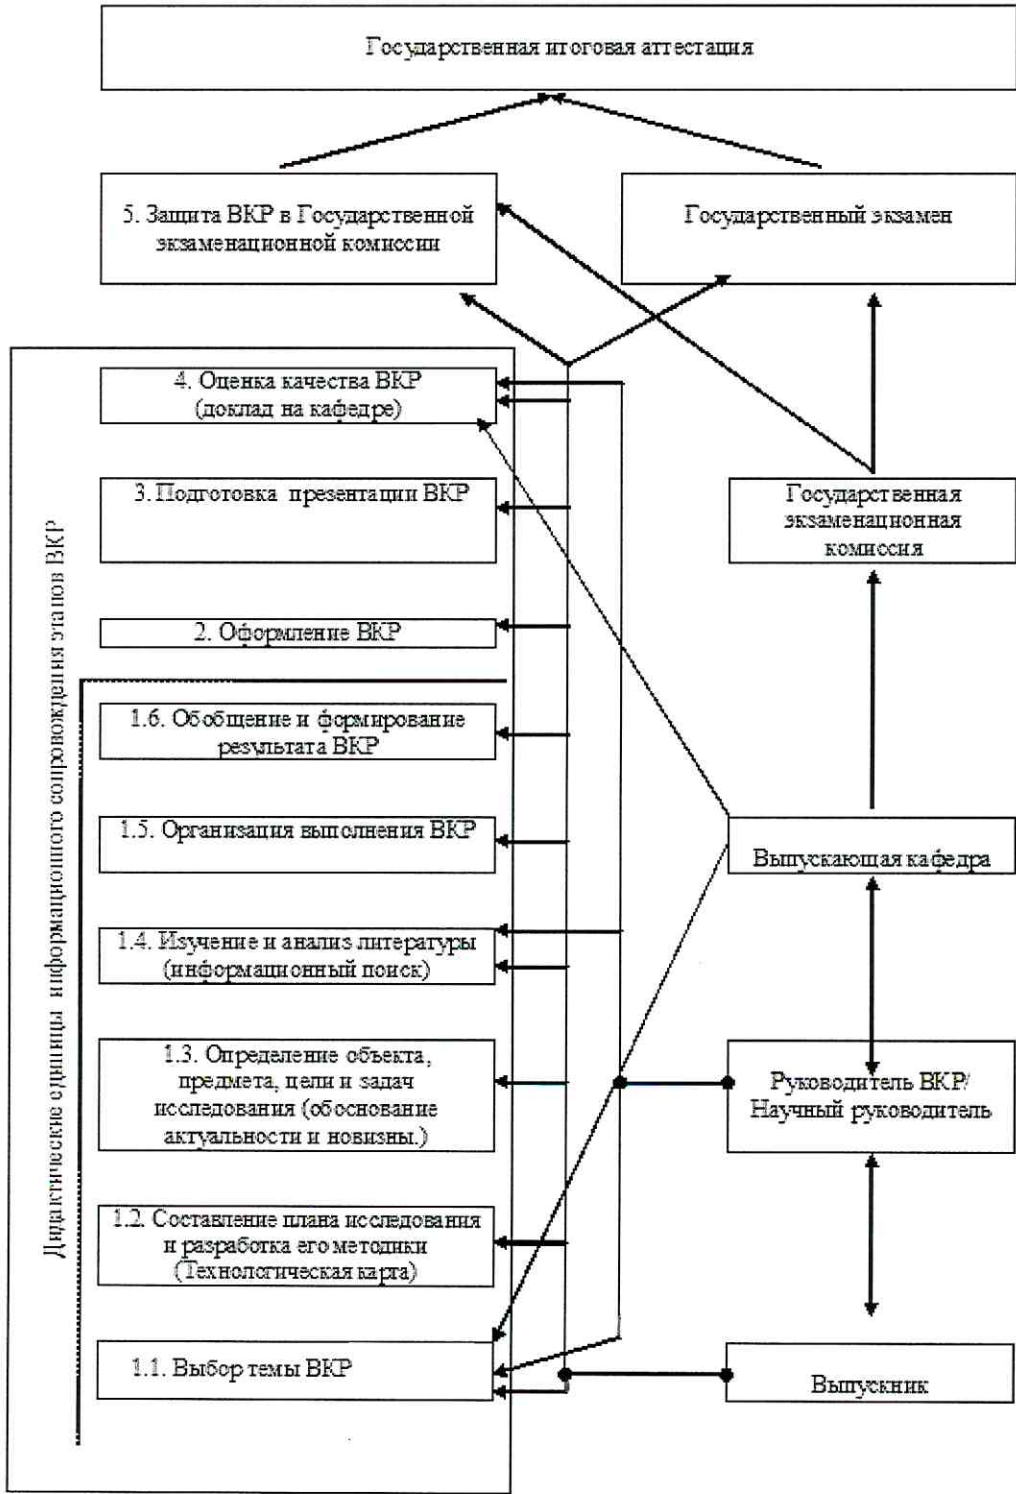 Государственная итоговая аттестация
5. Защита ВКР в Государственной
экзаменационной комиссии
Государственный экзамен
4. Оценка качества ВКР
(доклад на кафедре)
3. Подготовка презентации ВКР
Государственная
экзаменационная
комиссия
2. Оформление ВКР
Дидактические единицы информационного сопровождения этапов ВКР
1.6. Обобщение и формирование
результата ВКР
1.5. Организация выполнения ВКР
Выпускающая кафедра
1.4. Изучение и анализ литературы
(информационный поиск)
1.3. Определение объекта,
предмета, цели и задач
исследования (обоснование
актуальности и новизны.)
Руководитель ВКР/
Научный руководитель
1.2. Составление плана исследования
и разработка его методики
(Технологическая карта)
1.1. Выбор темы ВКР
Выпускник